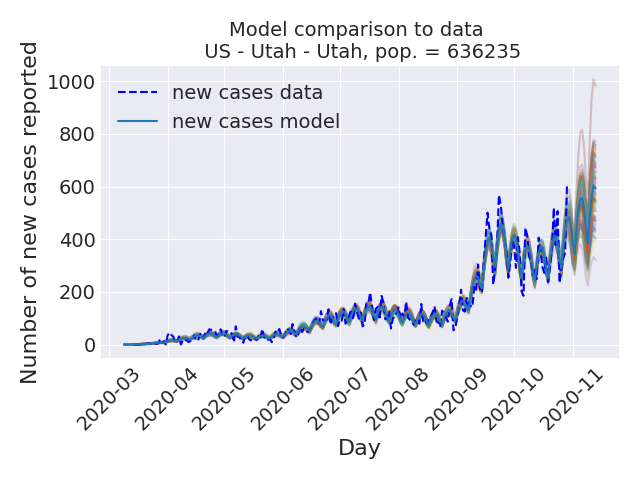 Model comparison to data
US - Utah - Utah, pop. = 636235
Number of new cases reported
1000
800
600
400
200
0
new cases data
new cases model
2020-03
2020-04
2020-05
2020-06
2020-07
2020-08
2020-09
2020-10
2020-11
Day